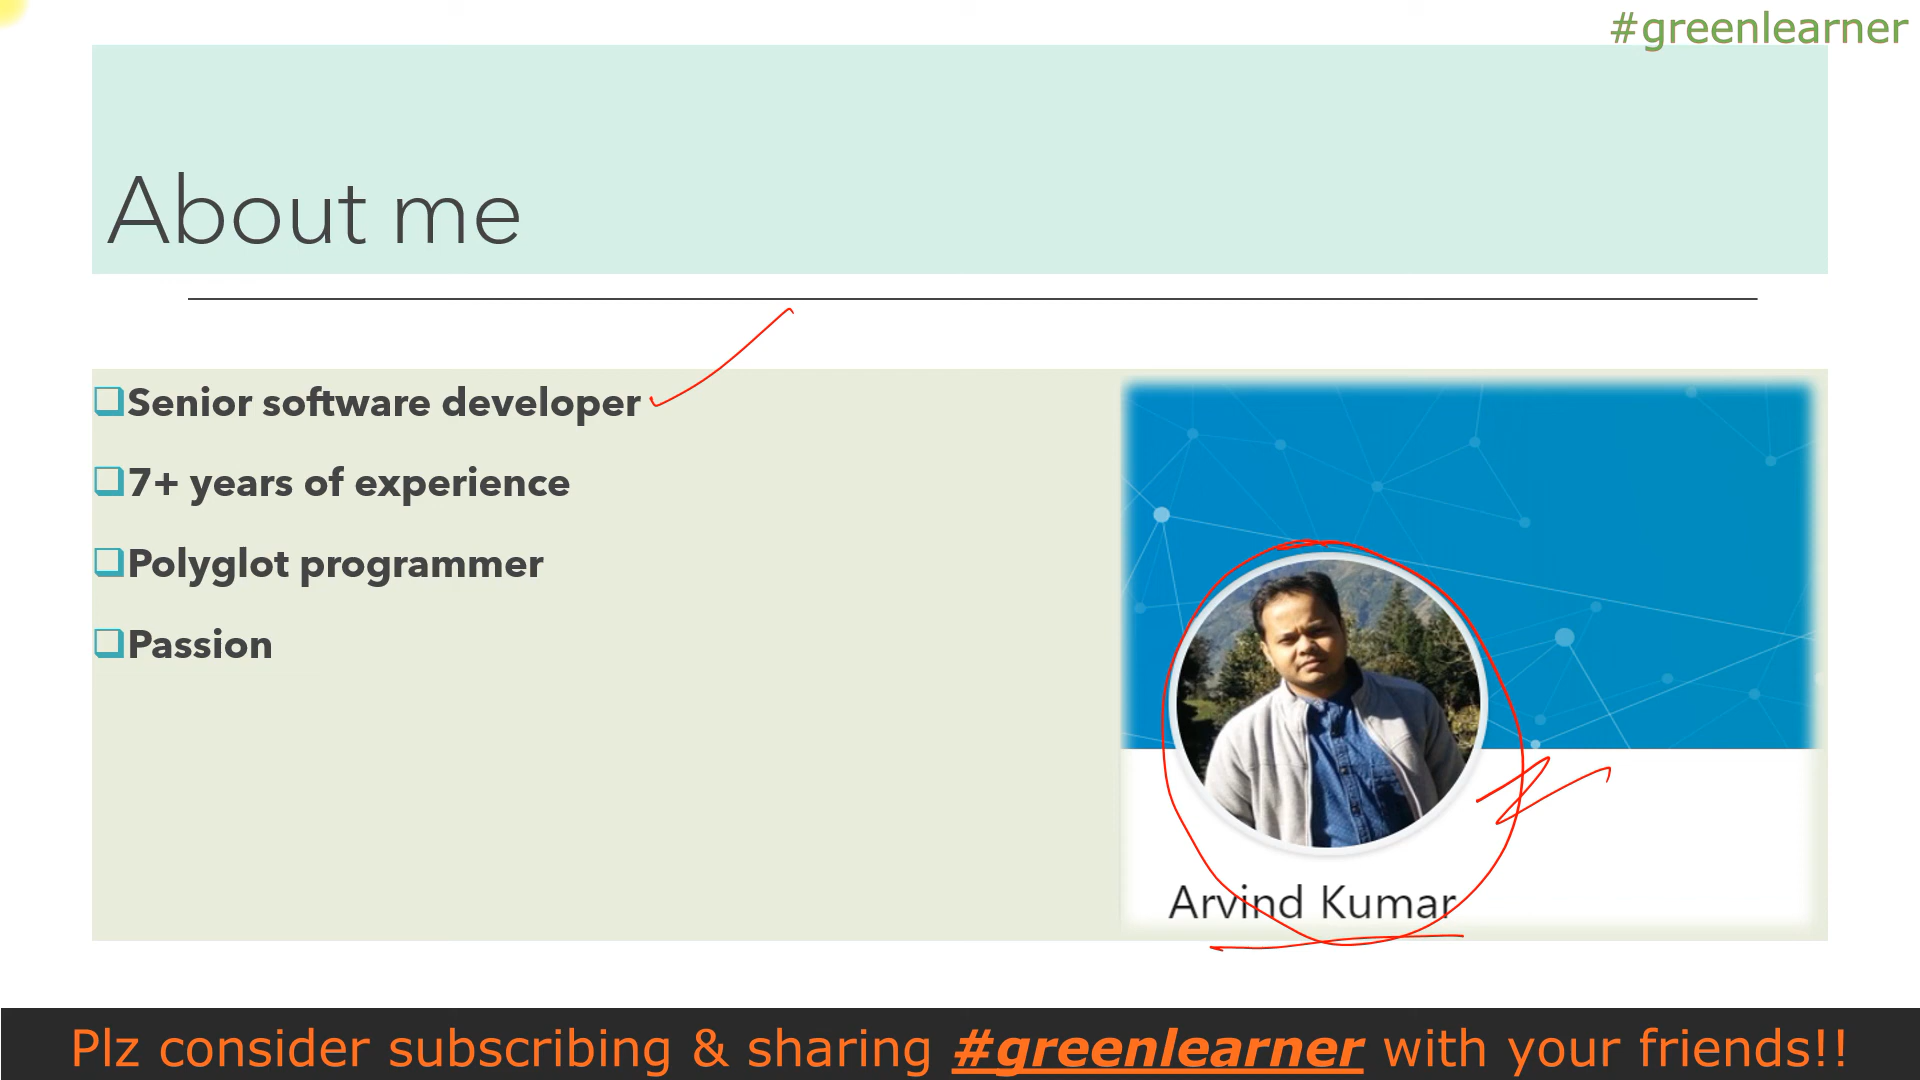 #greenlearner
About me
Senior software developer
7+ years of experience
Polyglot programmer
Passion
Arvind Kumar
Plz consider subscribing & sharing #greenlearner with your friends!!